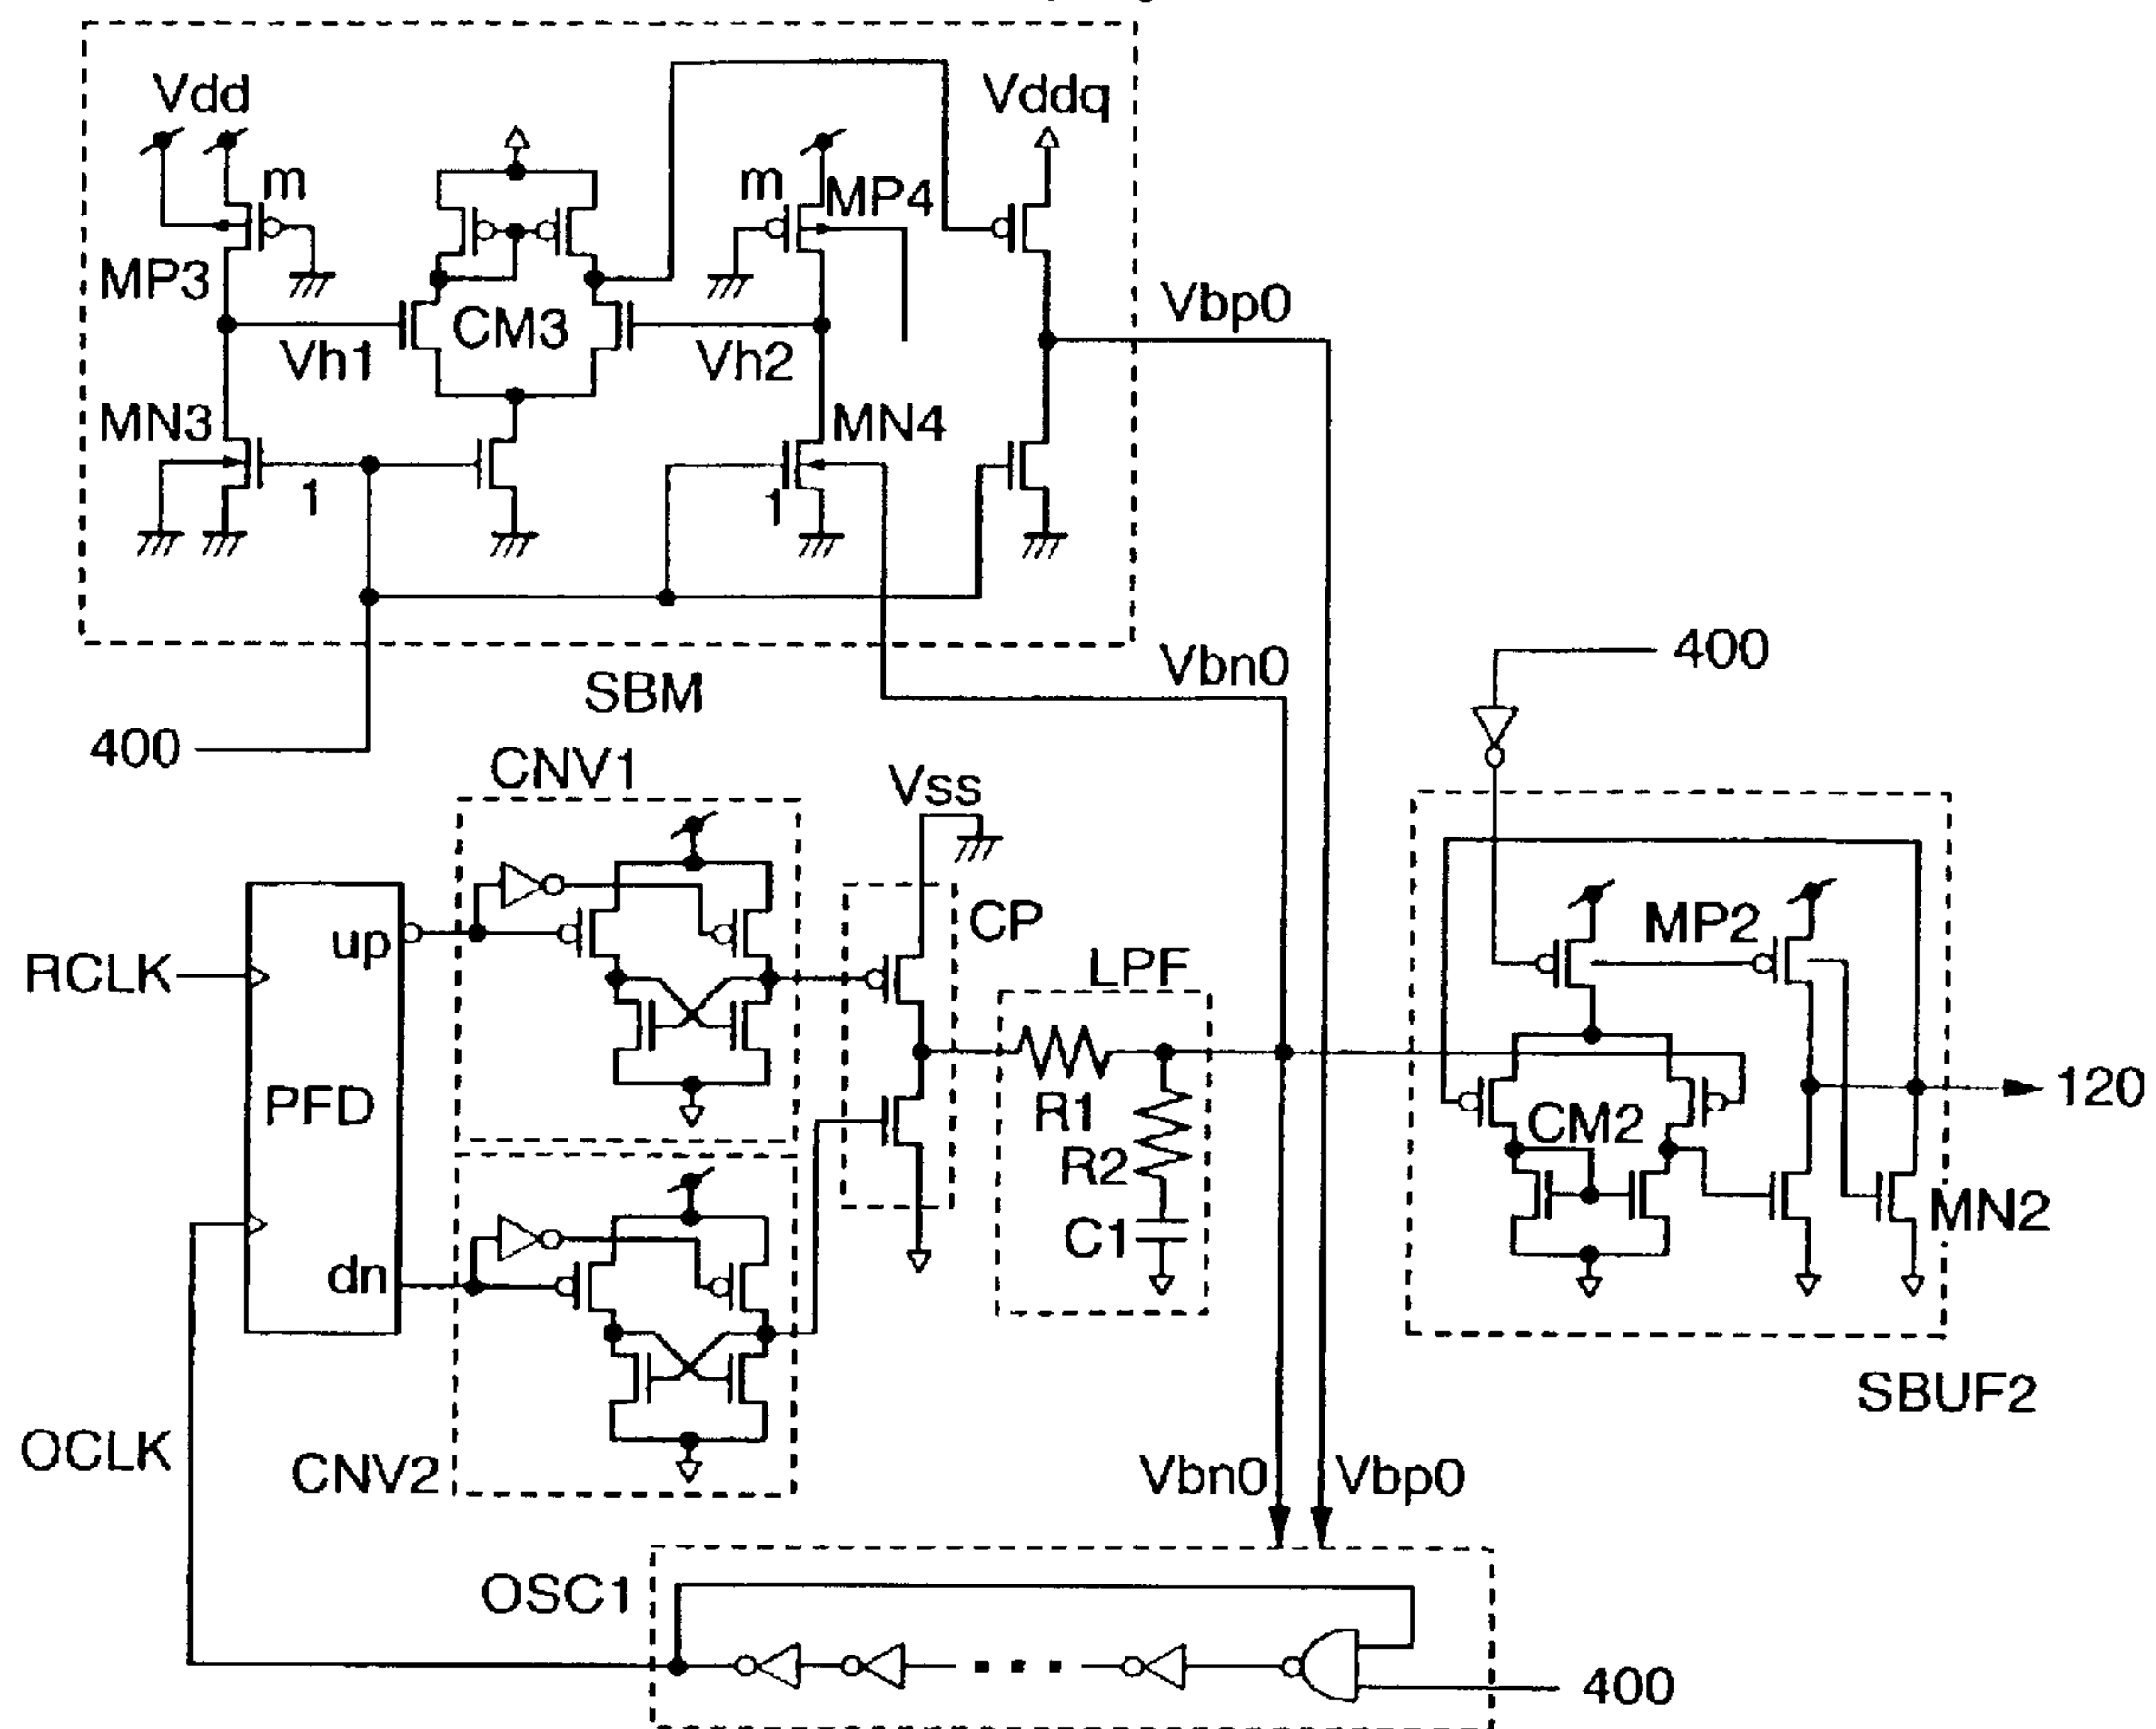 Vdd
Vddq
m
m
MP4
MP3
CM3
Vbp0
Vh1
Vh2
MN3
MN4
1
1
400
Vbn0
SBM
400
CNV1
Vss
CP
MP2
up
RCLK
LPF
PFD
R1
CM2
120
R2
MN2
C1
dn
SBUF2
OCLK
CNV2
Vbn0
Vbp0
OSC1
400